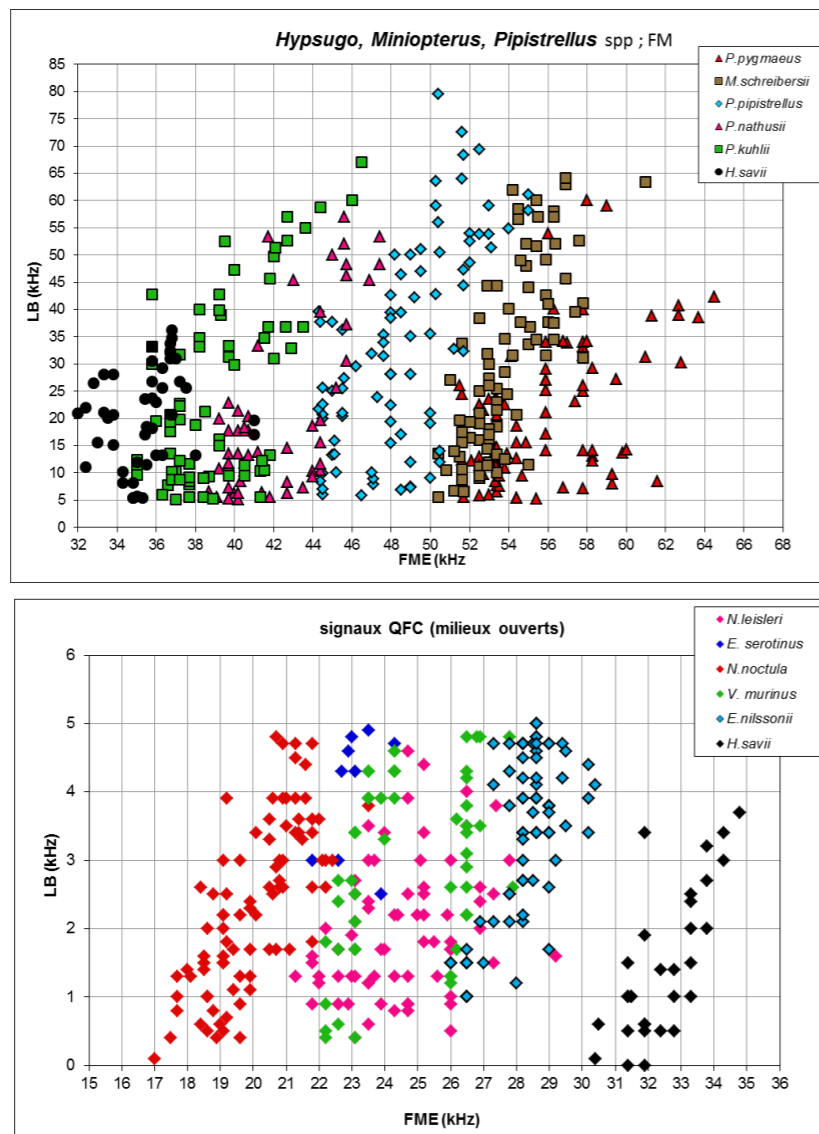 Hypsugo, Miniopterus, Pipistrellus spp ; FM
P.pygmaeus
M.schreibersii
P.pipistrellus
P.nathusii
P.kuhlii
H.savii
85
80
75
70
65
60
55
50
45
40
35
30
25
20
15
10
5
0
LB (kHz)
32 34 36 38 40 42 44 46 48 50 52 54 56 58 60 62 64 66 68
FME (kHz
signaux QFC (milieux ouverts)
N.leisleri
E. serotinus
N.noctula
V. murinus
E.nilssonii
H.savii
6
5
4
3
2
1
0
LB (kHz)
15 16 17 18 19 20 21 22 23 24 25 26 27 28 29 30 31 32 33 34 35 36
FME (kHz)